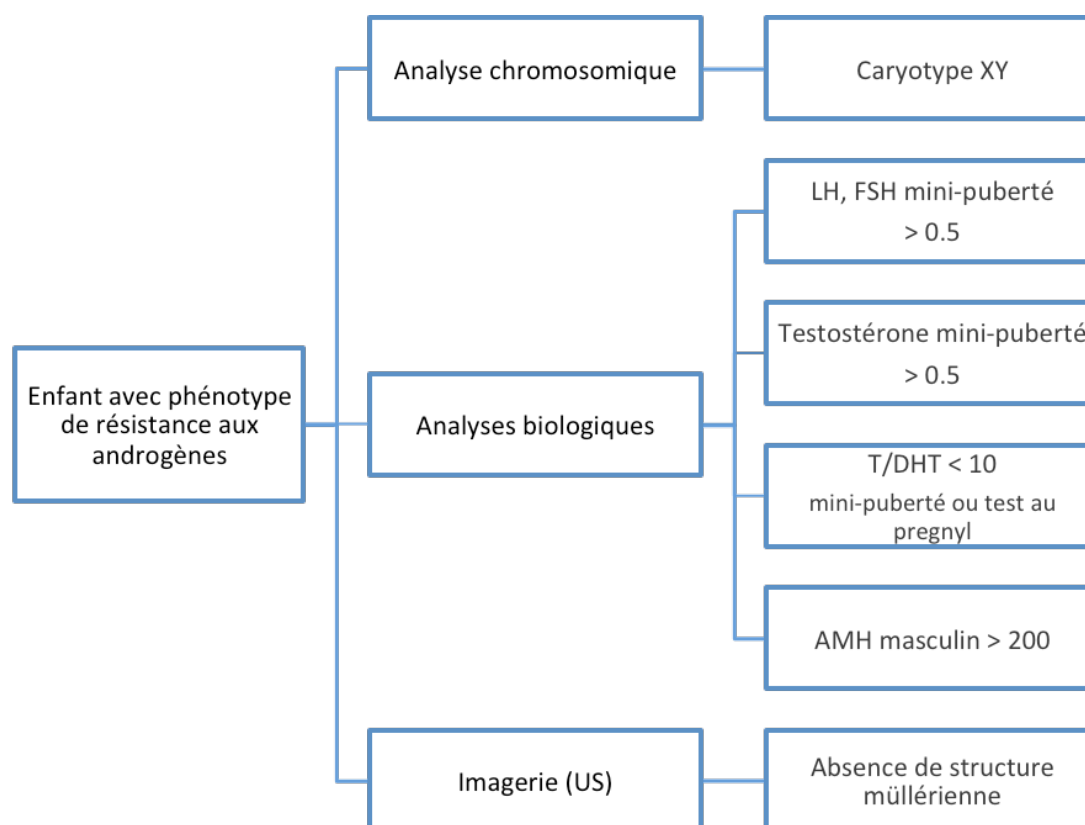 Enfant avec phénotype
de résistance aux
androgènes
Analyse chromosomique
Caryotype XY
Analyses biologiques
LH, FSH mini-puberté
> 0.5
Testostérone mini-puberté
> 0.5
T/DHT < 10
mini-puberté ou test au
pregnyl
AMH masculin > 200
Imagerie (US)
Absence de structure
müllérienne